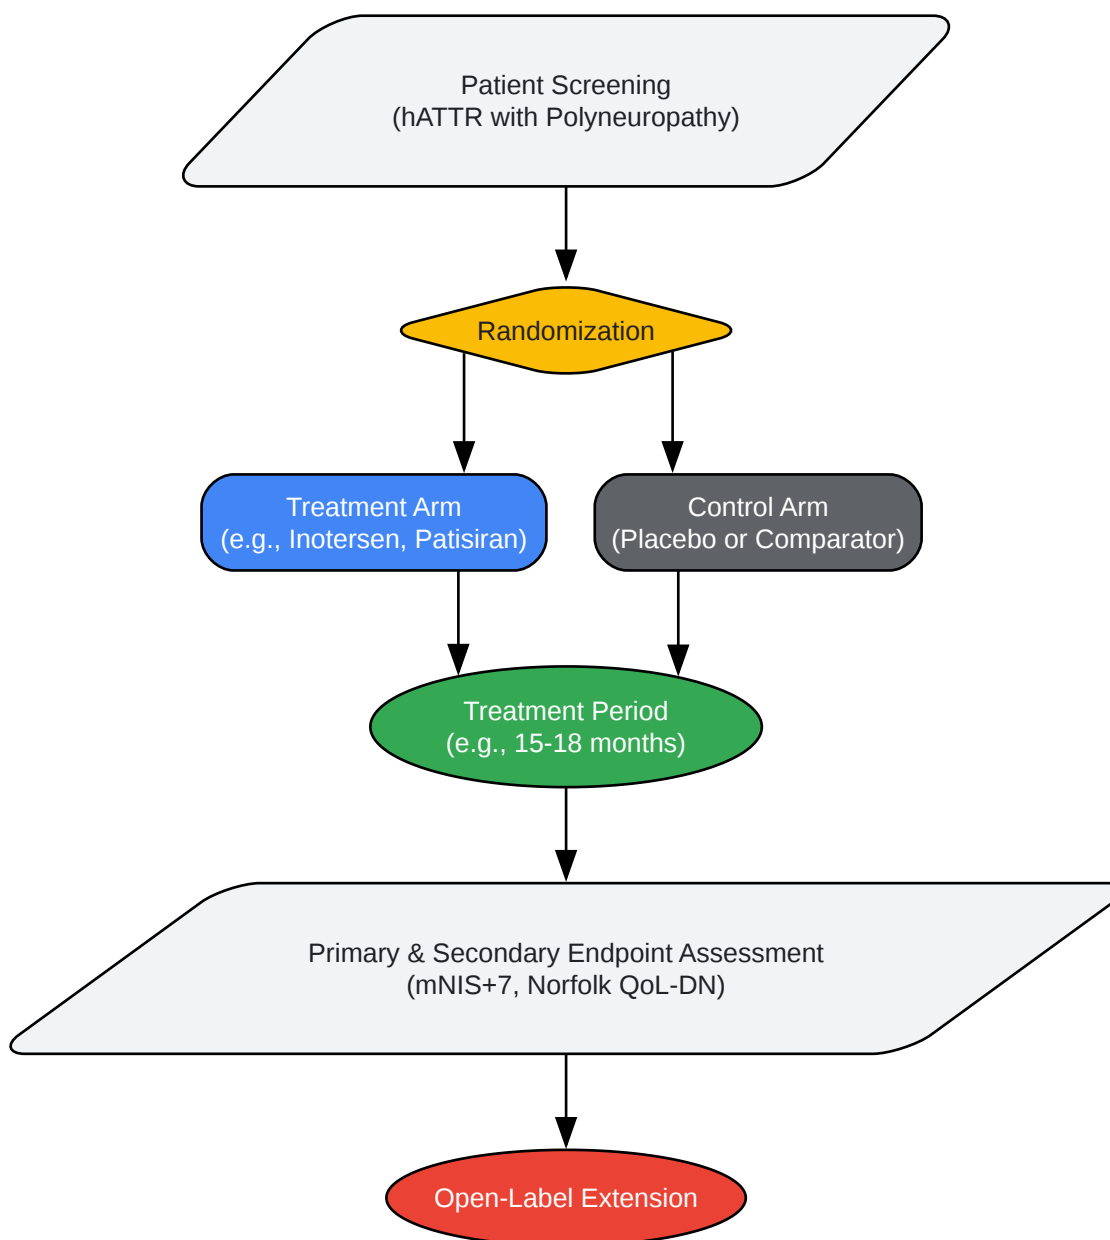 Patient Screening
(hATTR with Polyneuropathy)
Randomization
Treatment Arm
(e.g., Inotersen, Patisiran)
Control Arm
(Placebo or Comparator)
Treatment Period
(e.g., 15-18 months)
Primary & Secondary Endpoint Assessment
(mNIS+7, Norfolk QoL-DN)
Open-Label Extension